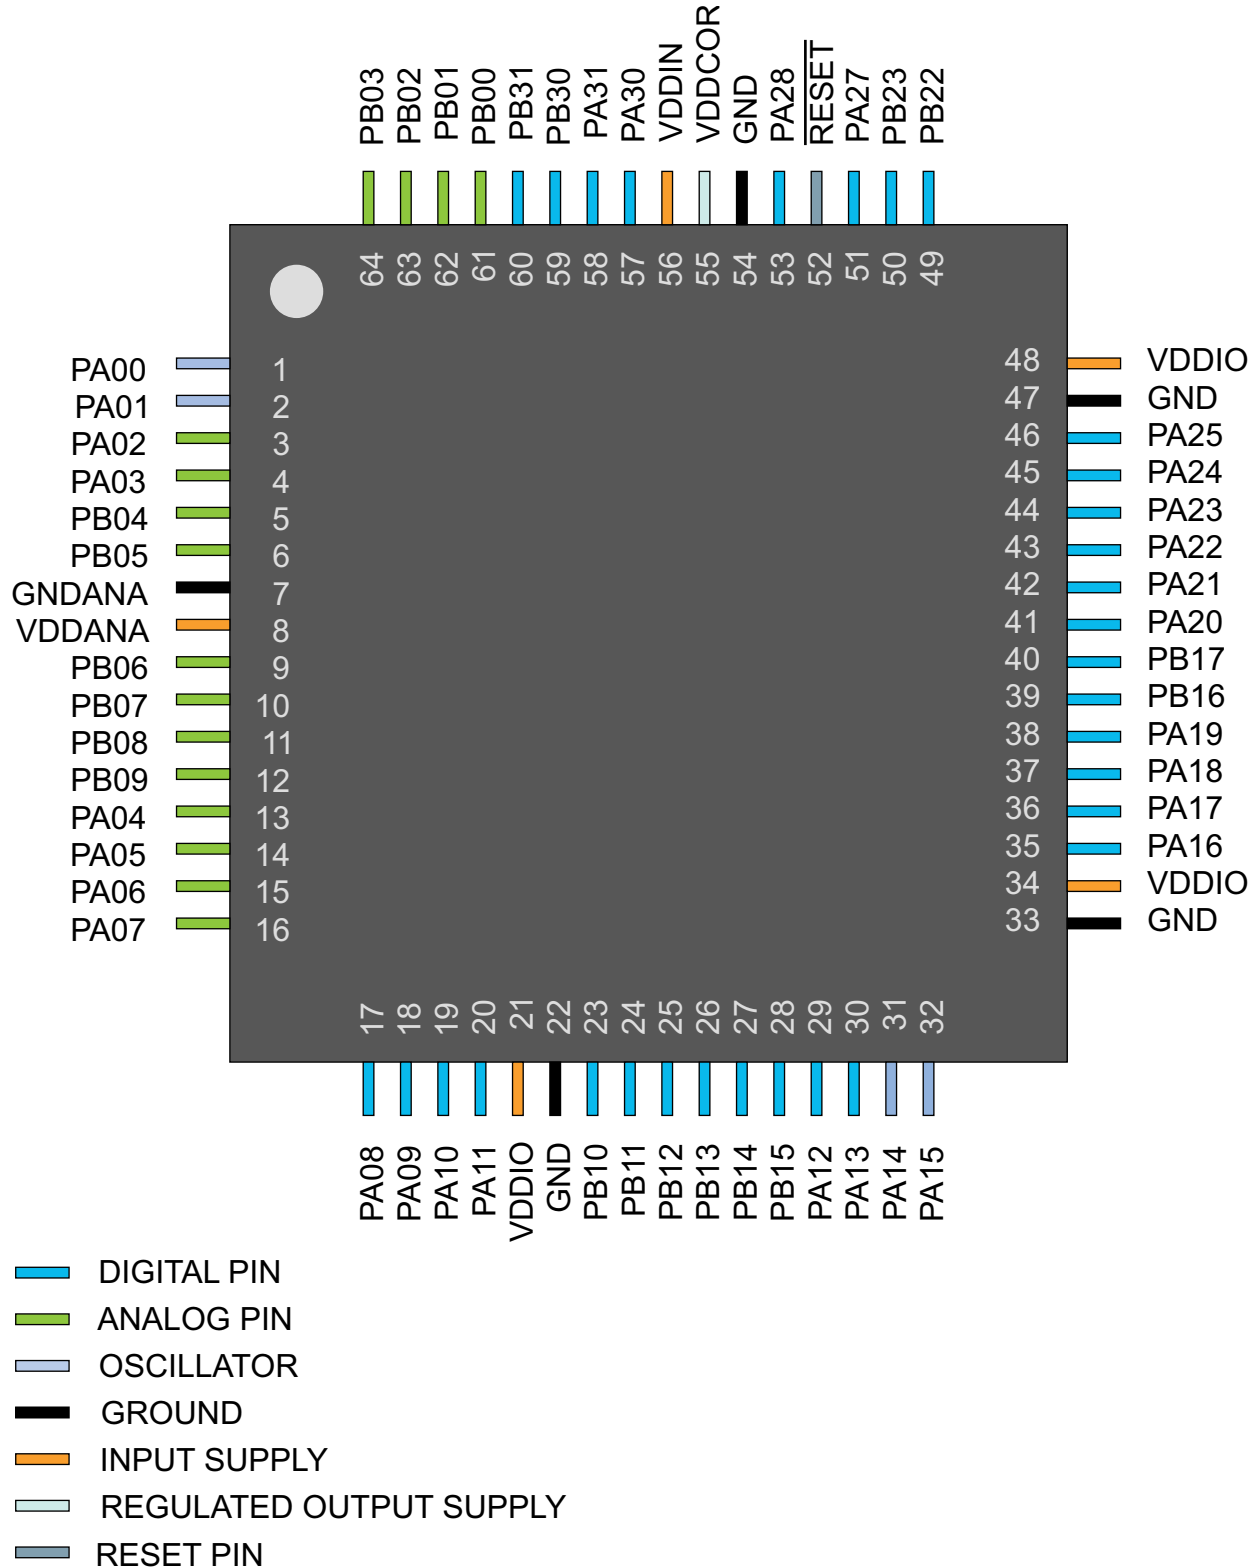 PB03
PB02
PB01
PB00
PB31
PB30
PA31
PA30
VDDIN
VDDCOR
GND
PA28
RESET
PA27
PB23
PB22
64
63
62
61
60
59
58
57
56
55
54
53
52
51
50
49
PA00 1
PA01 2
PA02 3
PA03 4
PB04 5
PB05 6
GNDANA 7
VDDANA 8
PB06 9
PB07 10
PB08 11
PB09 12
PA04 13
PA05 14
PA06 15
PA07 16
48 VDDIO
47 GND
46 PA25
45 PA24
44 PA23
43 PA22
42 PA21
41 PA20
40 PB17
39 PB16
38 PA19
37 PA18
36 PA17
35 PA16
34 VDDIO
33 GND
17
18
19
20
21
22
23
24
25
26
27
28
29
30
31
32
PA08
PA09
PA10
PA11
VDDIO
GND
PB10
PB11
PB12
PB13
PB14
PB15
PA12
PA13
PA14
PA15
DIGITAL PIN
ANALOG PIN
OSCILLATOR
GROUND
INPUT SUPPLY
REGULATED OUTPUT SUPPLY
RESET PIN